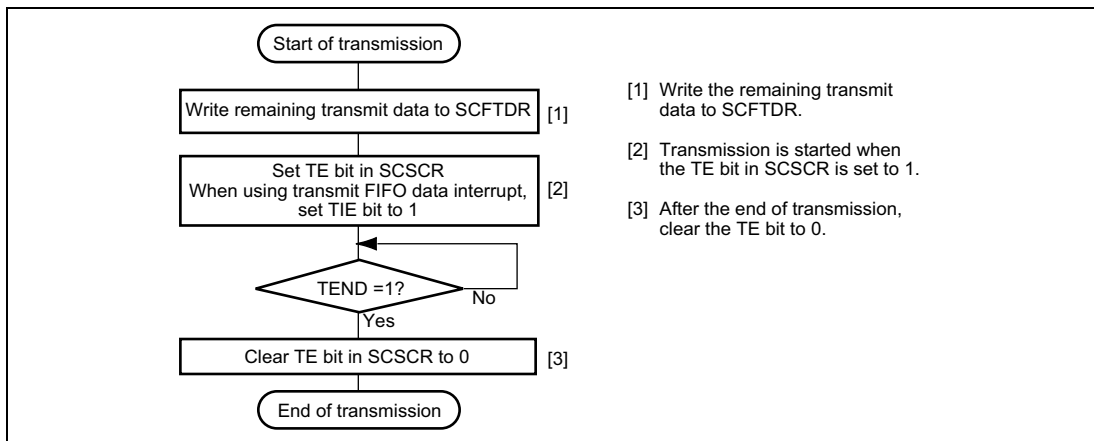 Start of transmission
Write remaining transmit data to SCFTDR
[1]
Set TE bit in SCSCR
When using transmit FIFO data interrupt,
set TIE bit to 1
[2]
TEND =1?
No
Yes
Clear TE bit in SCSCR to 0
[3]
End of transmission
[1] Write the remaining transmit
data to SCFTDR.
[2] Transmission is started when
the TE bit in SCSCR is set to 1.
[3] After the end of transmission,
clear the TE bit to 0.